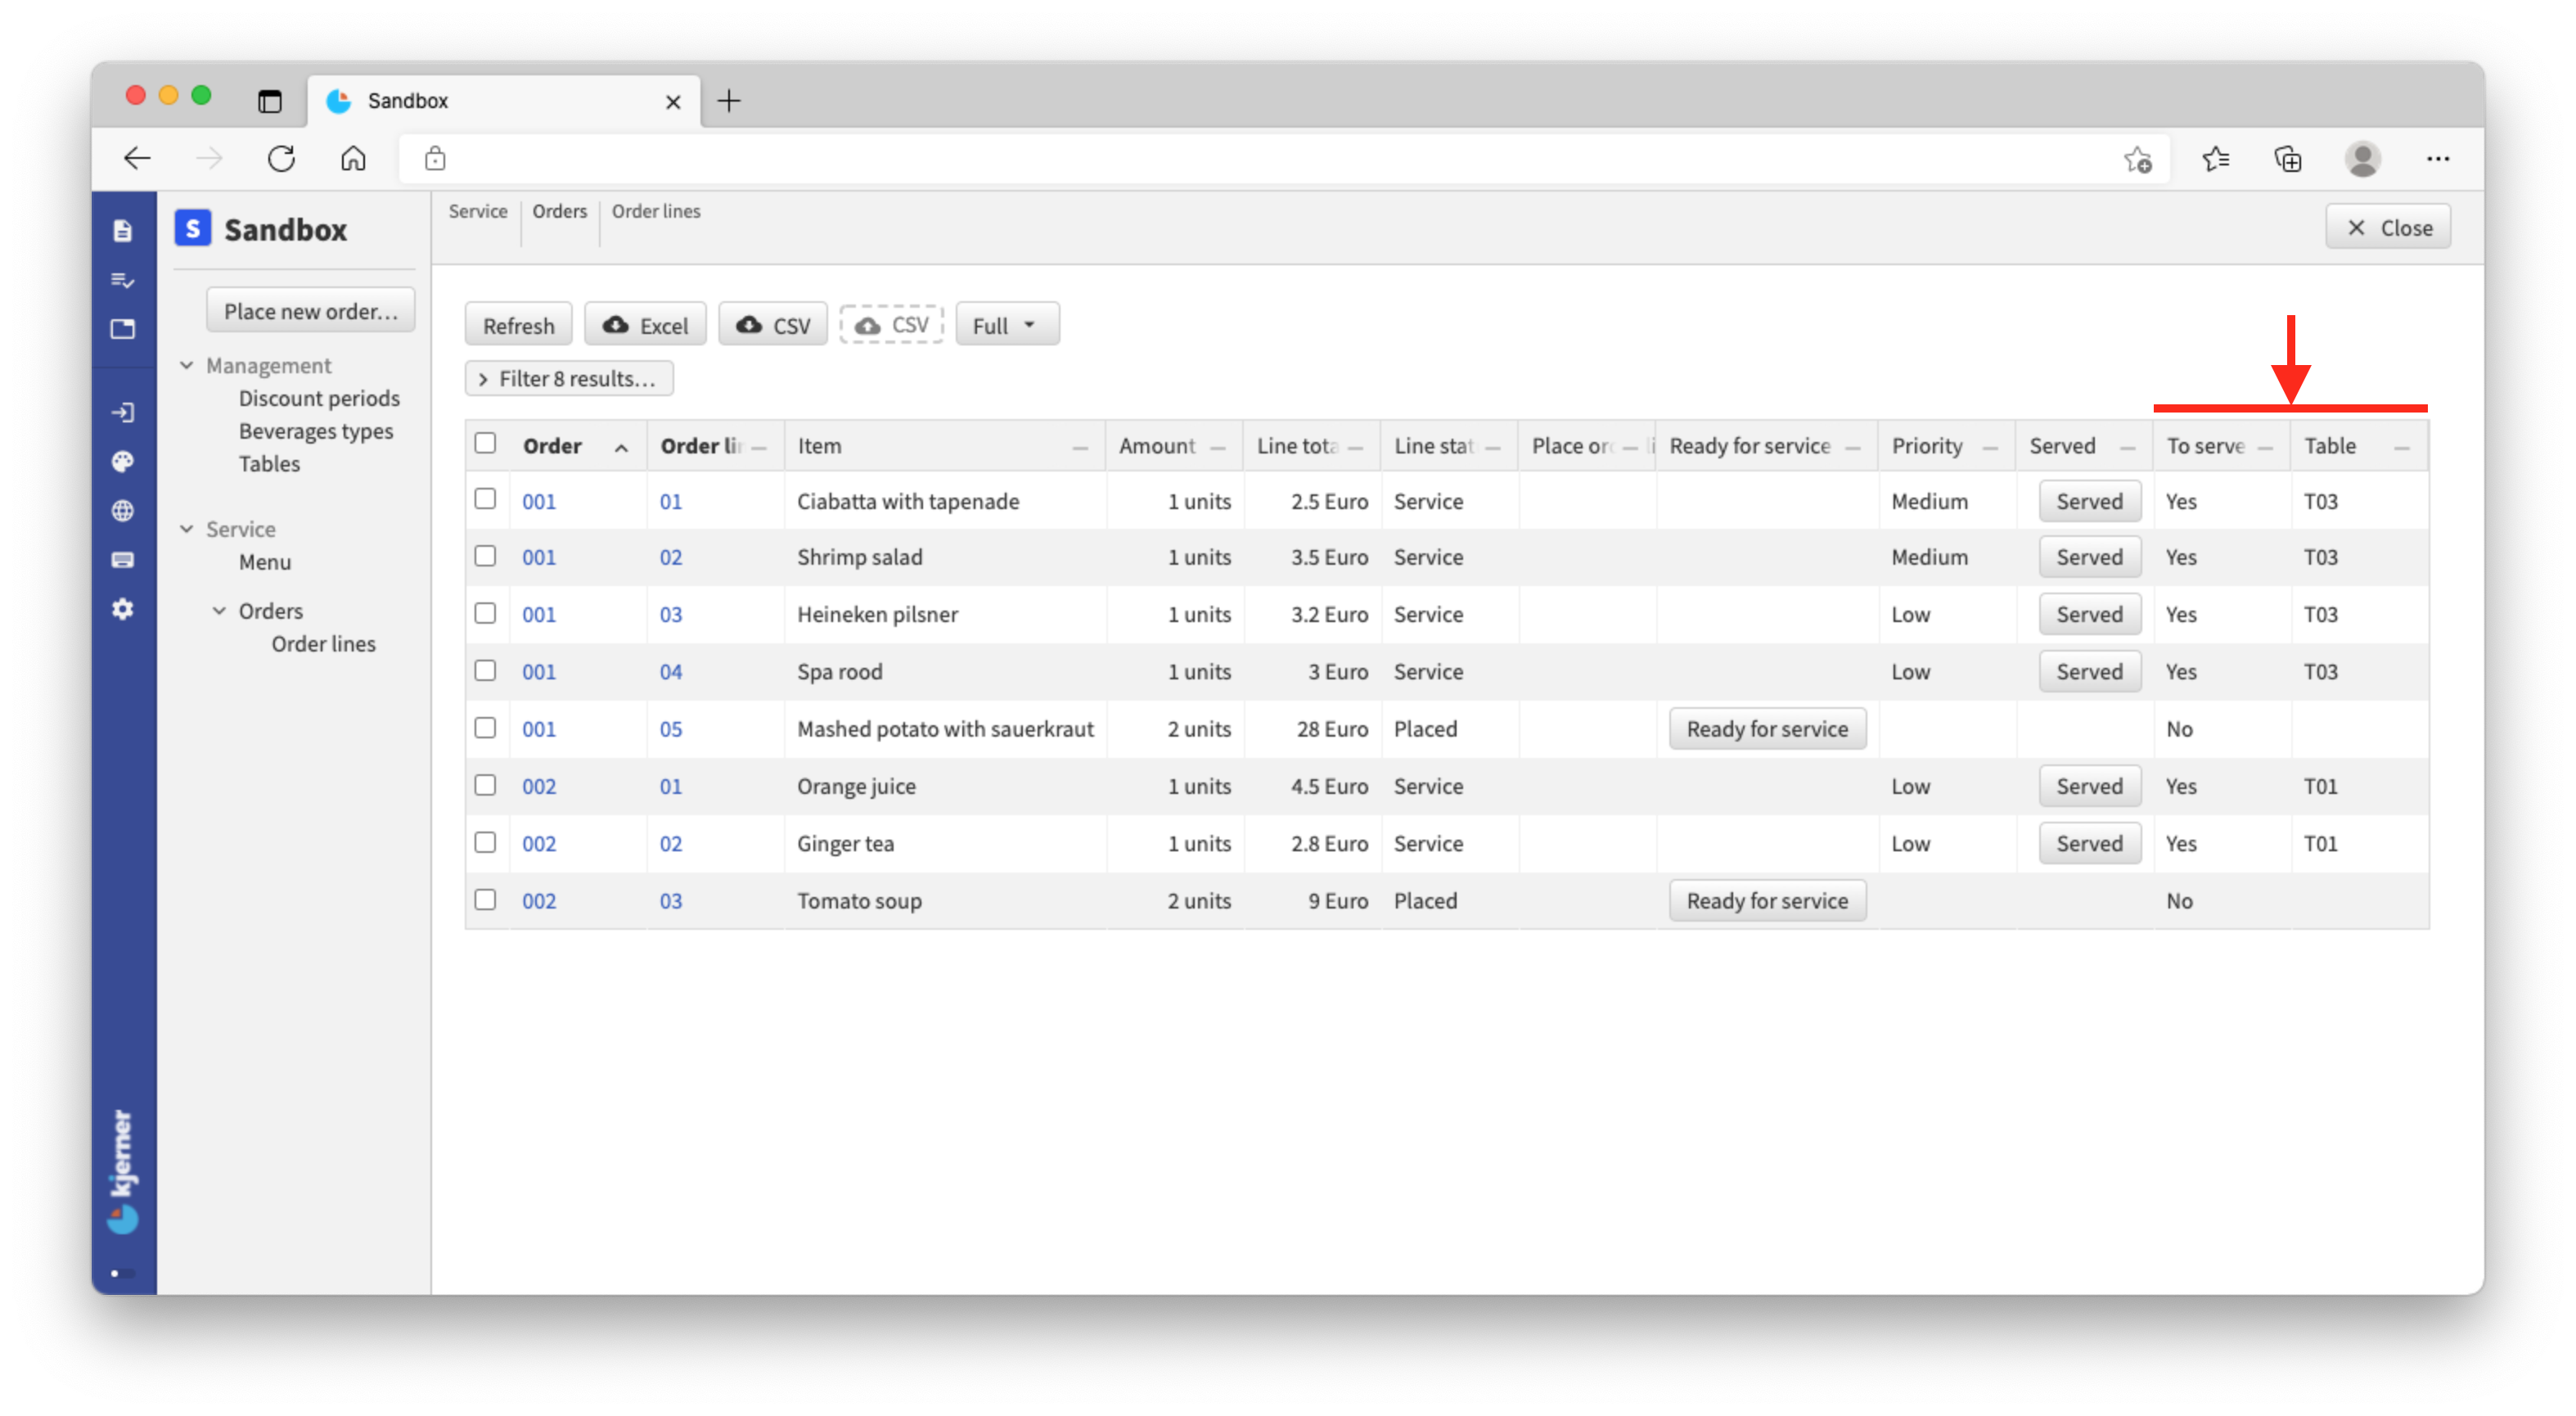 Sandbox
S Sandbox
Service Orders Order lines
Close
Place new order...
Management
Discount periods
Beverages types
Tables
Service
Menu
Orders
Order lines
kjerner
Refresh Excel CSV CSV Full
Filter 8 results...
Order Order lin Item Amount Line tota Line stat Place or Ready for service Priority Served To serve Table
001 01 Ciabatta with tapenade 1 units 2.5 Euro Service Medium Served Yes T03
001 02 Shrimp salad 1 units 3.5 Euro Service Medium Served Yes T03
001 03 Heineken pilsner 1 units 3.2 Euro Service Low Served Yes T03
001 04 Spa rood 1 units 3 Euro Service Low Served Yes T03
001 05 Mashed potato with sauerkraut 2 units 28 Euro Placed Ready for service No
002 01 Orange juice 1 units 4.5 Euro Service Low Served Yes T01
002 02 Ginger tea 1 units 2.8 Euro Service Low Served Yes T01
002 03 Tomato soup 2 units 9 Euro Placed Ready for service No